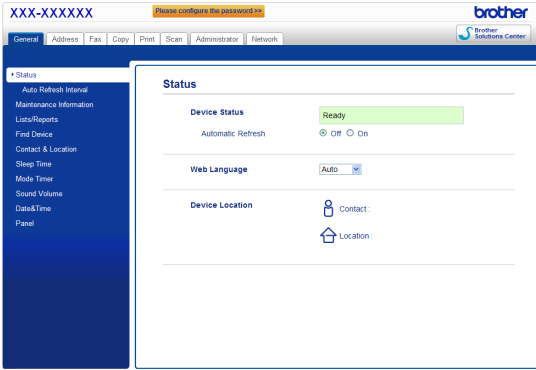 XXX-XXXXXX
Please configure the password >>
brother
General Address Fax Copy Print Scan Administrator Network
Brother
Solutions Center
Status
Auto Refresh Interval
Maintenance Information
Lists/Reports
Find Device
Contact & Location
Sleep Time
Mode Timer
Sound Volume
Date&Time
Panel
Status
Device Status Ready
Automatic Refresh Off On
Web Language Auto
Device Location Contact :
Location :